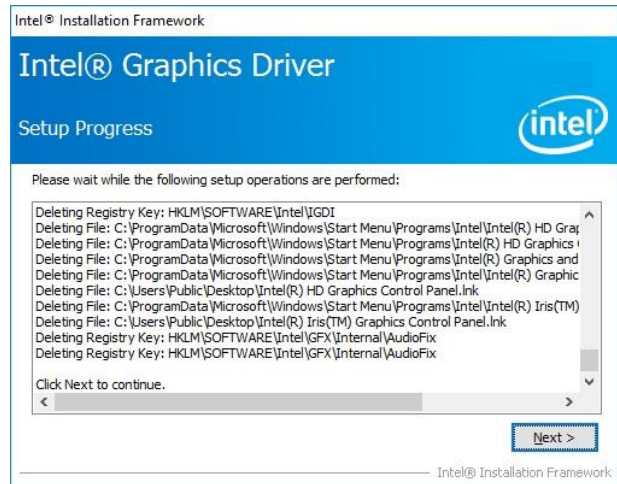 Intel® Installation Framework
Intel® Graphics Driver
Setup Progress
intel
Please wait while the following setup operations are performed:
Deleting Registry Key: HKLM\SOFTWARE\Intel\IGDI
Deleting File: C:\ProgramData\Microsoft\Windows\Start Menu\Programs\Intel\Intel(R) HD Grap
Deleting File: C:\ProgramData\Microsoft\Windows\Start Menu\Programs\Intel(R) HD Graphics
Deleting File: C:\ProgramData\Microsoft\Windows\Start Menu\Programs\Intel(R) Graphics and
Deleting File: C:\ProgramData\Microsoft\Windows\Start Menu\Programs\Intel\Intel(R) Graphic
Deleting File: C:\Users\Public\Desktop\Intel(R) HD Graphics Control Panel.lnk
Deleting File: C:\ProgramData\Microsoft\Windows\Start Menu\Programs\Intel\Intel(R) Iris(TM)
Deleting File: C:\Users\Public\Desktop\Intel(R) Iris(TM) Graphics Control Panel.lnk
Deleting Registry Key: HKLM\SOFTWARE\Intel\GFX\Internal\AudioFix
Deleting Registry Key: HKLM\SOFTWARE\Intel\GFX\Internal\AudioFix
Click Next to continue.
Next >
Intel® Installation Framework